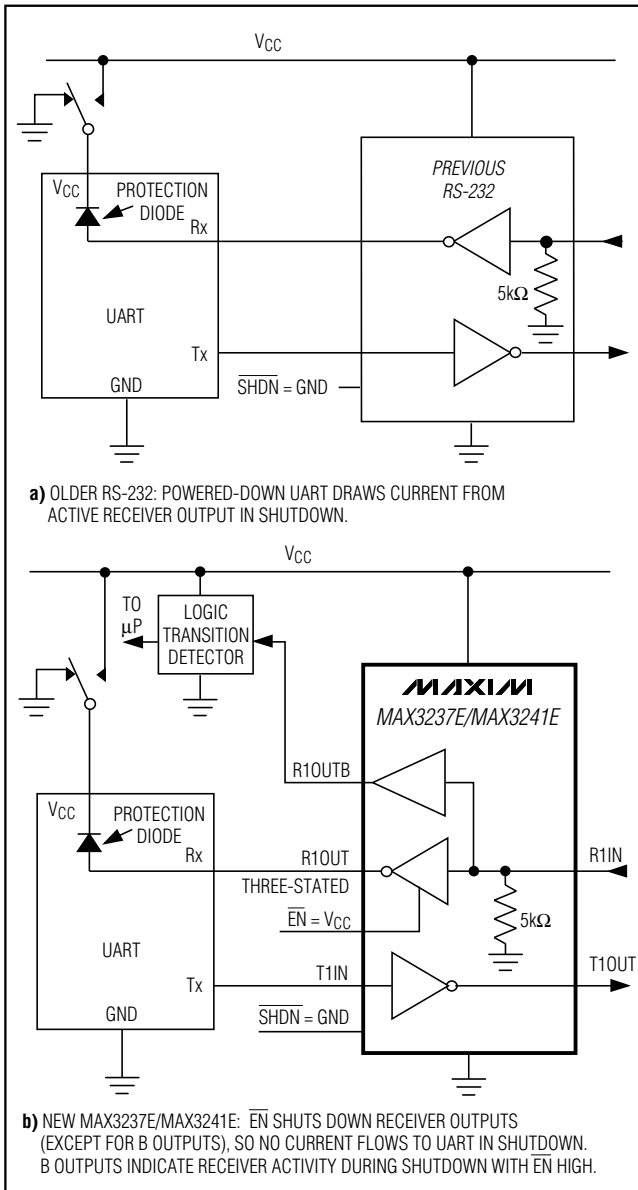 VCC
PREVIOUS
RS-232
VCC
PROTECTION
DIODE
Rx
5kΩ
UART
Tx
GND
SHDN = GND
a) OLDER RS-232: POWERED-DOWN UART DRAWS CURRENT FROM
ACTIVE RECEIVER OUTPUT IN SHUTDOWN.
VCC
TO
μP
LOGIC
TRANSITION
DETECTOR
MAXIM
MAX3237E/MAX3241E
R1OUTB
VCC
PROTECTION
DIODE
Rx
R1OUT
R1IN
THREE-STATED
EN = VCC
5kΩ
UART
Tx
T1IN
T1OUT
GND
SHDN = GND
b) NEW MAX3237E/MAX3241E: EN SHUTS DOWN RECEIVER OUTPUTS
(EXCEPT FOR B OUTPUTS), SO NO CURRENT FLOWS TO UART IN SHUTDOWN.
B OUTPUTS INDICATE RECEIVER ACTIVITY DURING SHUTDOWN WITH EN HIGH.